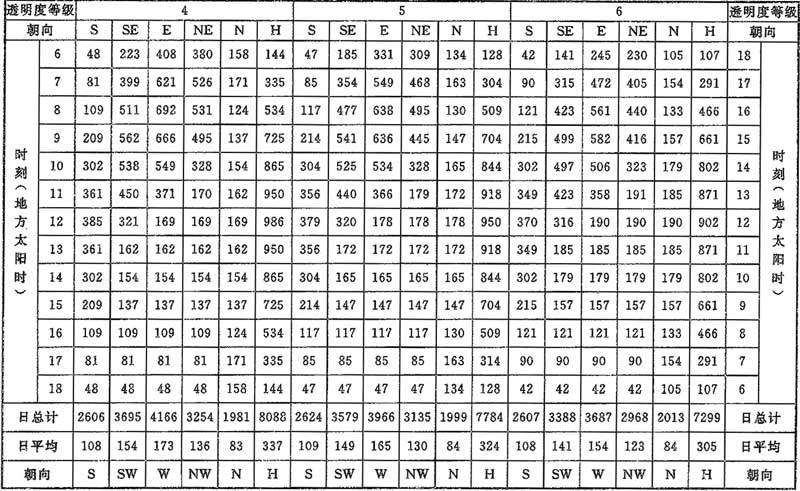 透明度等级 4 5 6 透明度等级
朝向 S SE E NE N H S SE E NE N H S SE E NE N H 朝向
时刻(地方太阳时) 时刻(地方太阳时)
6 48 223 408 380 158 144 47 185 331 309 134 128 42 141 245 230 105 107 18
7 81 399 621 526 171 335 85 354 549 468 163 304 90 315 472 405 154 291 17
8 109 511 692 531 124 534 117 477 638 495 130 509 121 423 561 440 133 466 16
9 209 562 666 495 137 725 214 541 636 445 147 704 215 499 582 416 157 661 15
10 302 538 549 328 154 865 304 525 534 328 165 844 302 497 506 323 179 802 14
11 361 450 371 170 162 950 356 440 366 179 172 918 349 423 358 191 185 871 13
12 385 321 169 169 169 986 379 320 178 178 178 950 370 316 190 190 190 902 12
13 361 162 162 162 162 950 356 172 172 172 172 918 349 185 185 185 185 871 11
14 302 154 154 154 154 865 304 165 165 165 165 844 302 179 179 179 179 802 10
15 209 137 137 137 137 725 214 147 147 147 147 704 215 157 157 157 157 661 9
16 109 109 109 109 124 534 117 117 117 117 130 509 121 121 121 121 133 466 8
17 81 81 81 81 171 335 85 85 85 85 163 314 90 90 90 90 154 291 7
18 48 48 48 48 158 144 47 47 47 47 134 128 42 42 42 42 105 107 6
日总计 2606 3695 4166 3254 1981 8088 2624 3579 3966 3135 1999 7784 2607 3388 3687 2968 2013 7299 日总计
日平均 108 154 173 136 83 337 109 149 165 130 84 324 108 141 154 123 84 305 日平均
朝向 S SW W NW N H S SW W NW N H S SW W NW N H 朝向